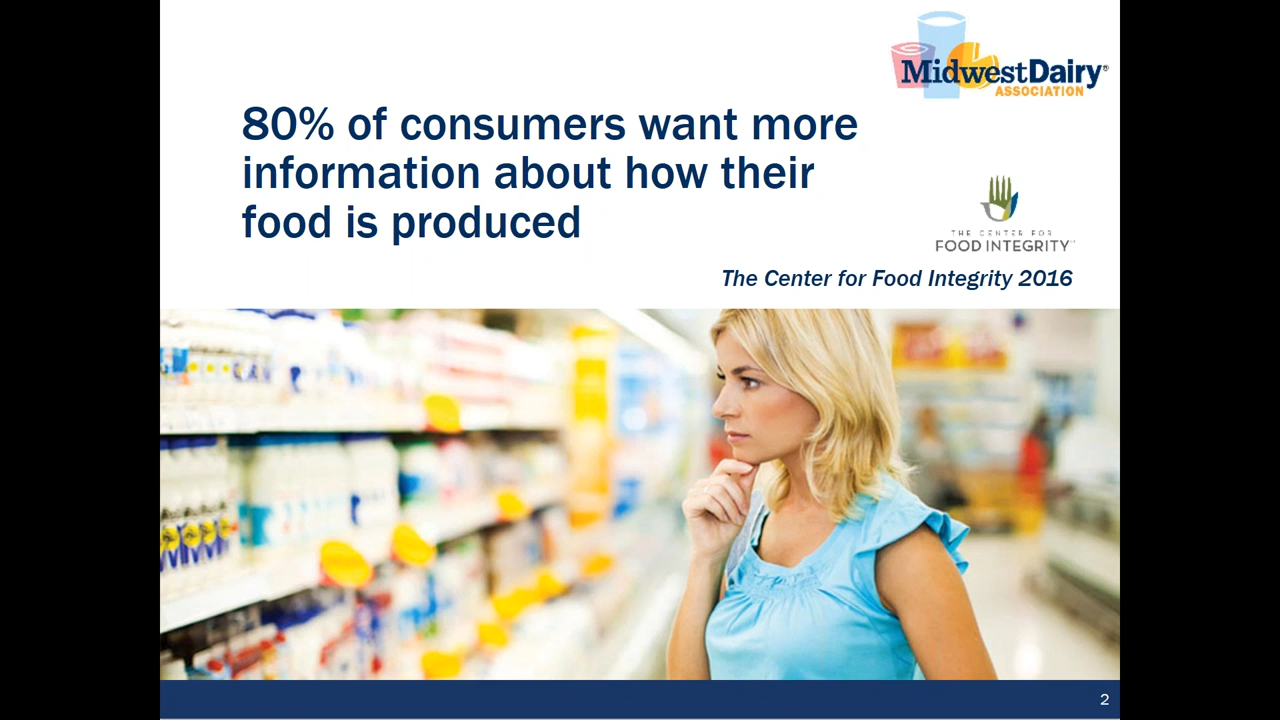 MidwestDairy®
ASSOCIATION
80% of consumers want more
information about how their
food is produced
THE CENTER FOR
FOOD INTEGRITY
The Center for Food Integrity 2016
2